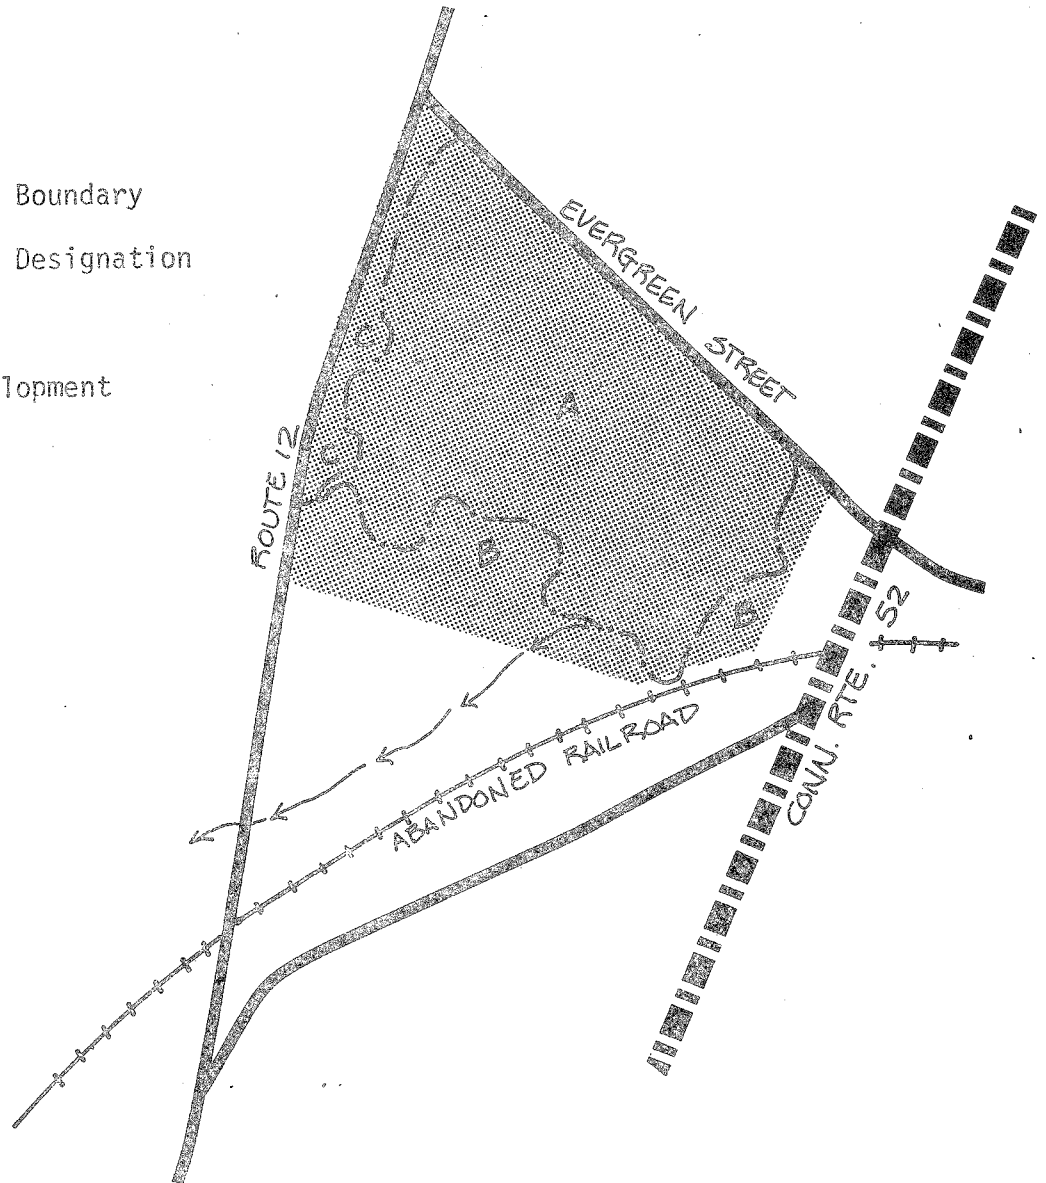 Boundary
Designation
lopment
EVERGREEN STREET
ROUTE 12
A
C
C
B
B
CONN. RTE. 52
ABANDONED RAILROAD